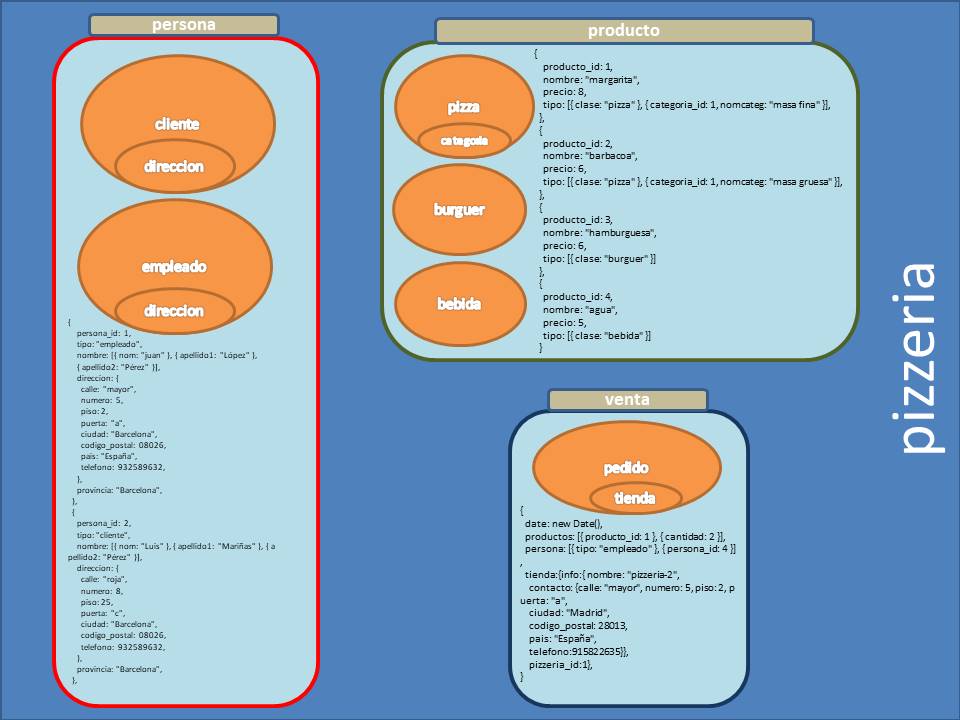 persona
cliente
direccion
empleado
direccion
{
persona_id: 1,
tipo: "empleado",
nombre: [{ nom: "juan" }, { apellido1: "López" },
{ apellido2: "Pérez" }],
direccion: {
calle: "mayor",
numero: 5,
piso: 2,
puerta: "a",
ciudad: "Barcelona",
codigo_postal: 08026,
pais: "España",
telefono: 932589632,
},
provincia: "Barcelona",
},
{
persona_id: 2,
tipo: "cliente",
nombre: [{ nom: "Luis" }, { apellido1: "Mariñas" }, { a
pellido2: "Pérez" }],
direccion: {
calle: "roja",
numero: 8,
piso: 25,
puerta: "c",
ciudad: "Barcelona",
codigo_postal: 08026,
telefono: 932589632,
},
provincia: "Barcelona",
},
producto
pizza
categoria
burguer
bebida
{
producto_id: 1,
nombre: "margarita",
precio: 8,
tipo: [{ clase: "pizza" }, { categoria_id: 1, nomcateg: "masa fina" }],
},
{
producto_id: 2,
nombre: "barbacoa",
precio: 6,
tipo: [{ clase: "pizza" }, { categoria_id: 1, nomcateg: "masa gruesa" }],
},
{
producto_id: 3,
nombre: "hamburguesa",
precio: 6,
tipo: [{ clase: "burguer" }]
},
{
producto_id: 4,
nombre: "agua",
precio: 5,
tipo: [{ clase: "bebida" }]
}
venta
pedido
tienda
{
date: new Date(),
productos: [{ producto_id: 1 }, { cantidad: 2 }],
persona: [{ tipo: "empleado" }, { persona_id: 4 }]
,
tienda:{info:{ nombre: "pizzeria-2",
contacto: {calle: "mayor", numero: 5, piso: 2, p
uerta: "a",
ciudad: "Madrid",
codigo_postal: 28013,
pais: "España",
telefono:915822635}},
pizzeria_id:1},
}
pizzeria